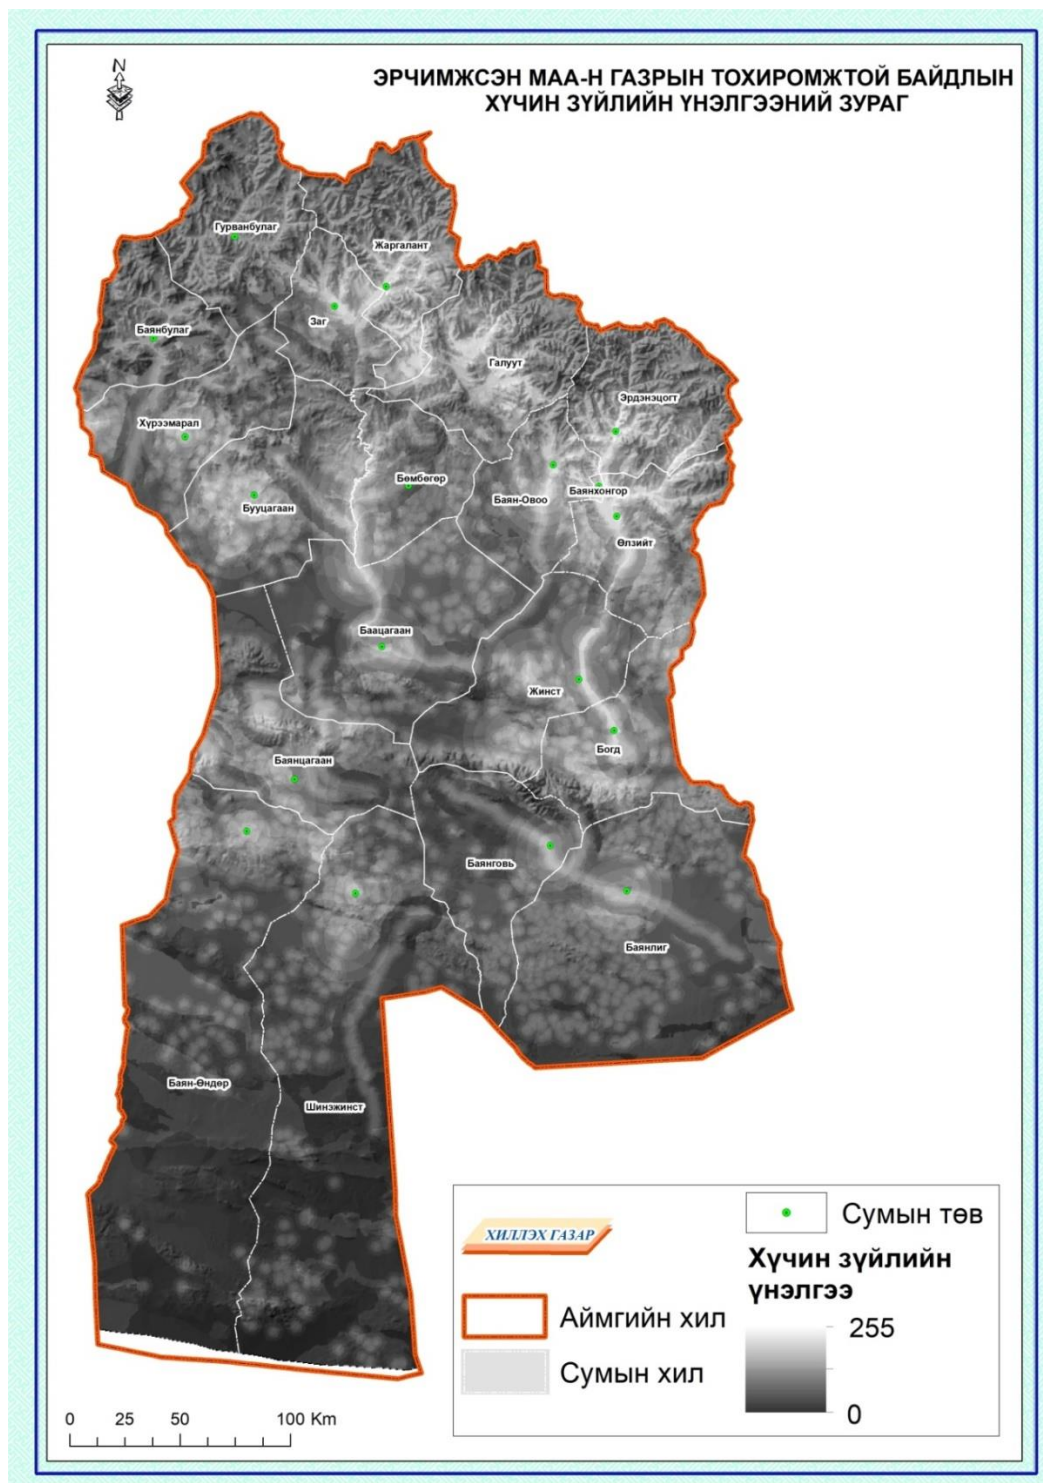 N
ЭРЧИМЖСЭН МАА-Н ГАЗРЫН ТОХИРОМЖТОЙ БАЙДЛЫН
ХҮЧИН ЗҮЙЛИЙН ҮНЭЛГЭЭНИЙ ЗУРАГ
Гурванбулаг
Жаргалант
Заг
Баянбулаг
Галуут
Эрдэнэцогт
Хүрээмарал
Бөмбөгөр
Баян-Овоо
Баянхонгор
Бууцагаан
Өлзийт
Баацагаан
Жинст
Богд
Баянцагаан
Баянговь
Баянлиг
Баян-Өндөр
Шинэжинст
ХИЛЛЭХ ГАЗАР
Аймгийн хил
Сумын хил
Сумын төв
Хүчин зүйлийн
үнэлгээ
255
0
0 25 50 100 Km